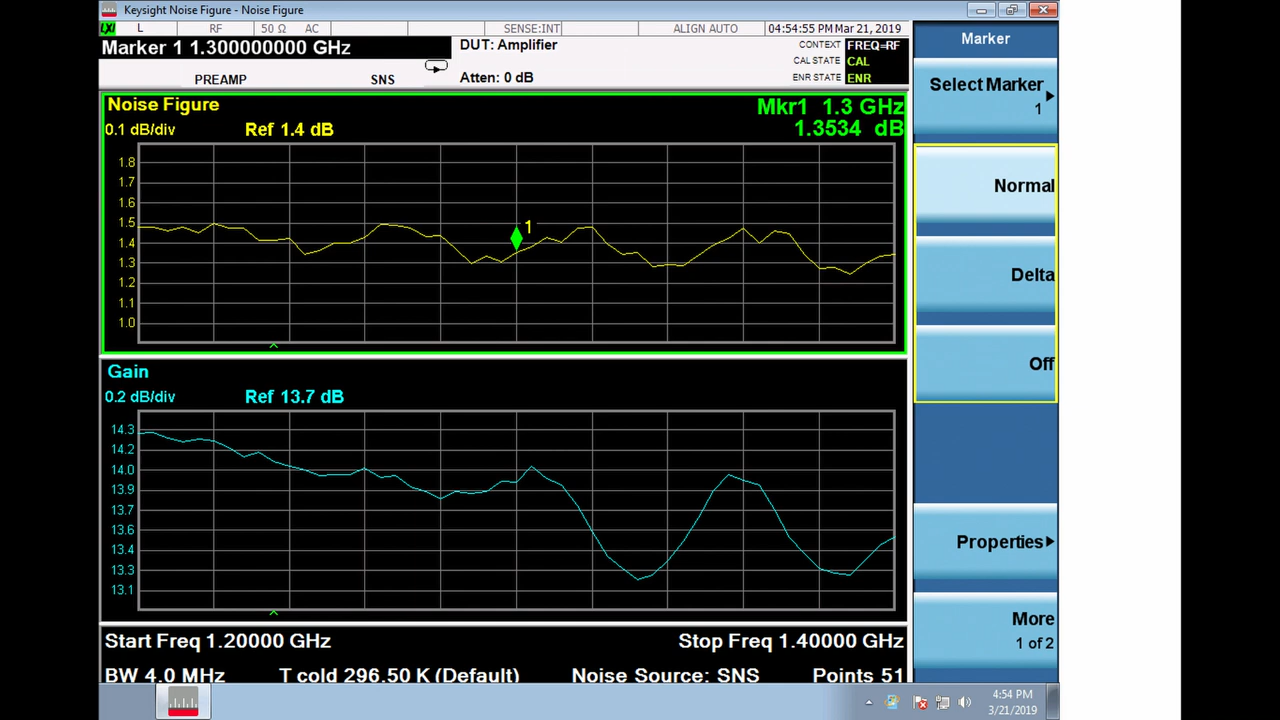 Keysight Noise Figure - Noise Figure
LXI L RF 50 Ω AC SENSE:INT ALIGN AUTO 04:54:55 PM Mar 21, 2019
Marker 1 1.300000000 GHz
PREAMP SNS
DUT: Amplifier
Atten: 0 dB
CONTEXT FREQ=RF
CAL STATE CAL
ENR STATE ENR
Noise Figure
0.1 dB/div Ref 1.4 dB
Mkr1 1.3 GHz
1.3534 dB
1.8
1.7
1.6
1.5
1.4
1.3
1.2
1.1
1.0
1
Gain
0.2 dB/div Ref 13.7 dB
14.3
14.2
14.0
13.9
13.7
13.6
13.4
13.3
13.1
Start Freq 1.20000 GHz Stop Freq 1.40000 GHz
BW 4.0 MHz T cold 296.50 K (Default) Noise Source: SNS Points 51
Marker
Select Marker
1
Normal
Delta
Off
Properties
More
1 of 2
4:54 PM
3/21/2019